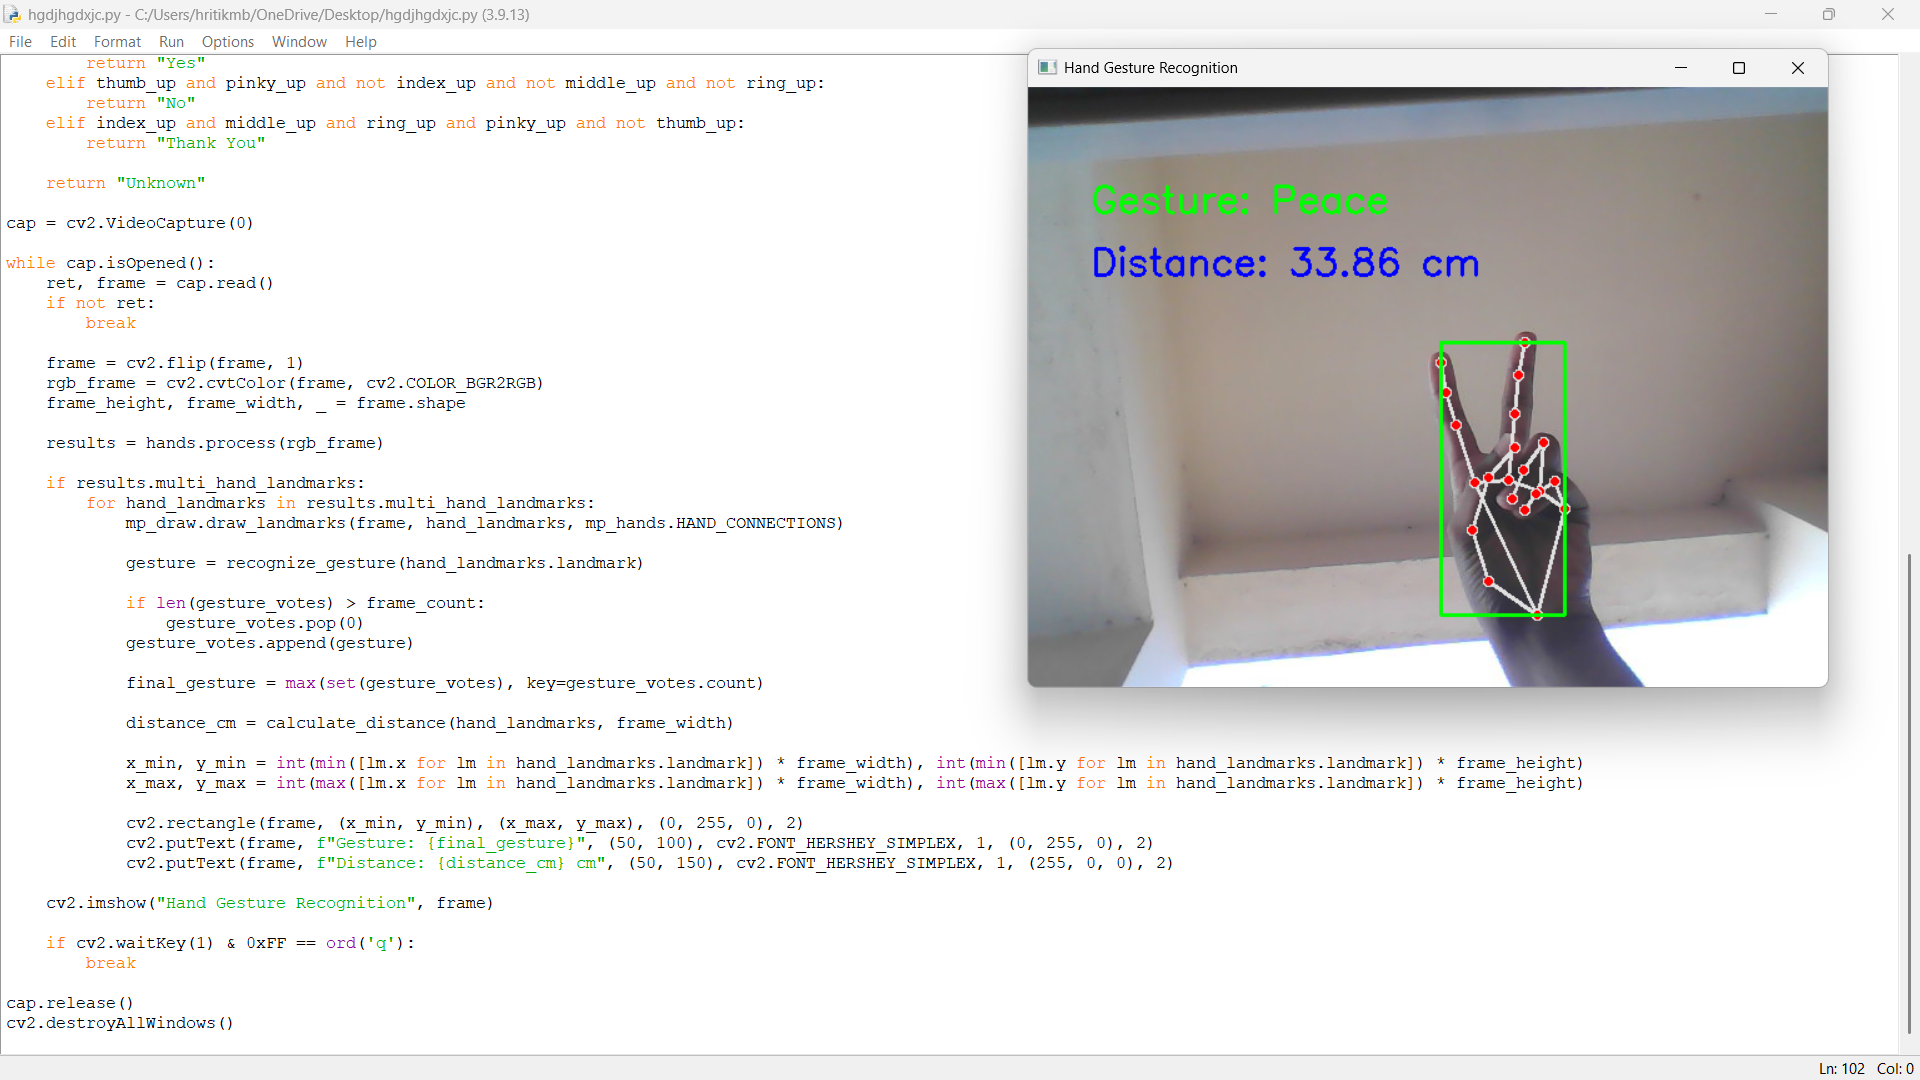 hgdjhgdxjc.py - C:/Users/hritikmb/OneDrive/Desktop/hgdjhgdxjc.py (3.9.13)
File Edit Format Run Options Window Help
        return "Yes"
    elif thumb_up and pinky_up and not index_up and not middle_up and not ring_up:
        return "No"
    elif index_up and middle_up and ring_up and pinky_up and not thumb_up:
        return "Thank You"
    return "Unknown"
cap = cv2.VideoCapture(0)
while cap.isOpened():
    ret, frame = cap.read()
    if not ret:
        break
    frame = cv2.flip(frame, 1)
    rgb_frame = cv2.cvtColor(frame, cv2.COLOR_BGR2RGB)
    frame_height, frame_width, _ = frame.shape
    results = hands.process(rgb_frame)
    if results.multi_hand_landmarks:
        for hand_landmarks in results.multi_hand_landmarks:
            mp_draw.draw_landmarks(frame, hand_landmarks, mp_hands.HAND_CONNECTIONS)
            gesture = recognize_gesture(hand_landmarks.landmark)
            if len(gesture_votes) > frame_count:
                gesture_votes.pop(0)
            gesture_votes.append(gesture)
            final_gesture = max(set(gesture_votes), key=gesture_votes.count)
            distance_cm = calculate_distance(hand_landmarks, frame_width)
            x_min, y_min = int(min([lm.x for lm in hand_landmarks.landmark]) * frame_width), int(min([lm.y for lm in hand_landmarks.landmark]) * frame_height)
            x_max, y_max = int(max([lm.x for lm in hand_landmarks.landmark]) * frame_width), int(max([lm.y for lm in hand_landmarks.landmark]) * frame_height)
            cv2.rectangle(frame, (x_min, y_min), (x_max, y_max), (0, 255, 0), 2)
            cv2.putText(frame, f"Gesture: {final_gesture}", (50, 100), cv2.FONT_HERSHEY_SIMPLEX, 1, (0, 255, 0), 2)
            cv2.putText(frame, f"Distance: {distance_cm} cm", (50, 150), cv2.FONT_HERSHEY_SIMPLEX, 1, (255, 0, 0), 2)
    cv2.imshow("Hand Gesture Recognition", frame)
    if cv2.waitKey(1) & 0xFF == ord('q'):
        break
cap.release()
cv2.destroyAllWindows()
Hand Gesture Recognition
Gesture: Peace
Distance: 33.86 cm
Ln: 102 Col: 0